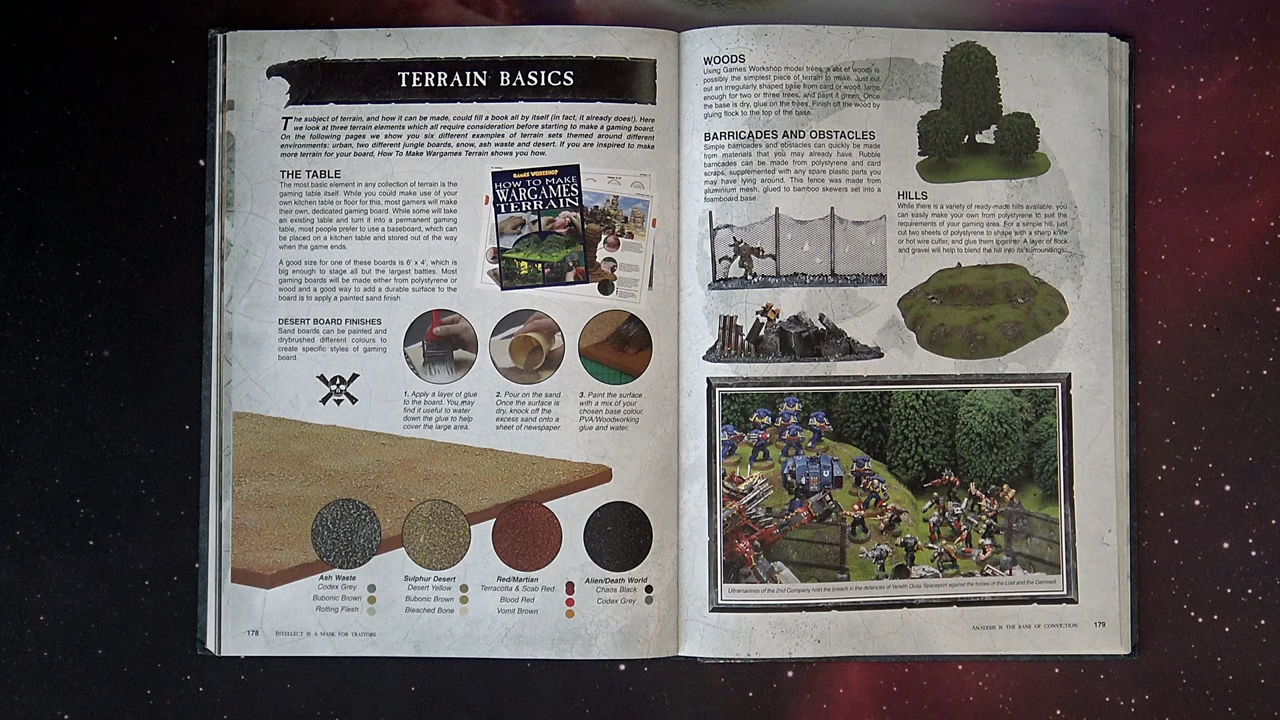 TERRAIN BASICS
The subject of terrain, and how it can be made, could fill a book all by itself (in fact, it already does!). Here
we look at three terrain elements which all require consideration before starting to make a gaming board.
On the following pages we show you six different examples of terrain sets themed around different
environments: urban, two different jungle boards, snow, ash waste and desert. If you are inspired to make
more terrain for your board, How To Make Wargames Terrain shows you how.
THE TABLE
The most basic element in any collection of terrain is the
gaming table itself. While you could make use of your
own kitchen table or floor for this, most gamers will make
their own, dedicated gaming board. While some will take
an existing table and turn it into a permanent gaming
table, most people prefer to use a baseboard, which can
be placed on a kitchen table and stored out of the way
when the game ends.
A good size for one of these boards is 6' x 4', which is
big enough to stage all but the largest battles. Most
gaming boards will be made either from polystyrene or
wood and a good way to add a durable surface to the
board is to apply a painted sand finish.
GAMES WORKSHOP
HOW TO MAKE
WARGAMES
TERRAIN
DESERT BOARD FINISHES
Sand boards can be painted and
drybrushed different colours to
create specific styles of gaming
board.
1. Apply a layer of glue
to the board. You may
find it useful to water
down the glue to help
cover the large area.
2. Pour on the sand.
Once the surface is
dry, knock off the
excess sand onto a
sheet of newspaper.
3. Paint the surface
with a mix of your
chosen base colour,
PVA/Woodworking
glue and water.
Ash Waste
Codex Grey
Bubonic Brown
Rotting Flesh
Sulphur Desert
Desert Yellow
Bubonic Brown
Bleached Bone
Red/Martian
Terracotta & Scab Red
Blood Red
Vomit Brown
Alien/Death World
Chaos Black
Codex Grey
178 INTELLECT IS A MASK FOR TRAITORS
WOODS
Using Games Workshop model trees, a set of woods is
possibly the simplest piece of terrain to make. Just cut
out an irregularly shaped base from card or wood, large
enough for two or three trees, and paint it green. Once
the base is dry, glue on the trees. Finish off the wood by
gluing flock to the top of the base.
BARRICADES AND OBSTACLES
Simple barricades and obstacles can quickly be made
from materials that you may already have. Rubble
barricades can be made from polystyrene and card
scraps, supplemented with any spare plastic parts you
may have lying around. This fence was made from
aluminium mesh, glued to bamboo skewers set into a
foamboard base.
HILLS
While there is a variety of ready-made hills available, you
can easily make your own from polystyrene to suit the
requirements of your gaming area. For a simple hill, just
cut two sheets of polystyrene to shape with a sharp knife
or hot wire cutter, and glue them together. A layer of flock
and gravel will help to blend the hill into its surroundings.
Ultramarines of the 2nd Company hold the breach in the defences of Yereith Quay Spaceport against the forces of the Lost and the Damned.
ANALYSIS IS THE BANE OF CONVICTION 179